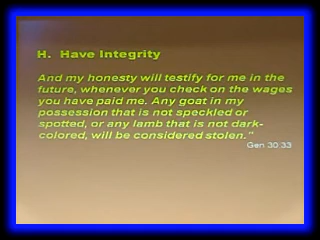 H. Have Integrity
And my honesty will testify for me in the
future, whenever you check on the wages
you have paid me. Any goat in my
possession that is not speckled or
spotted, or any lamb that is not dark-
colored, will be considered stolen."
Gen 30:33